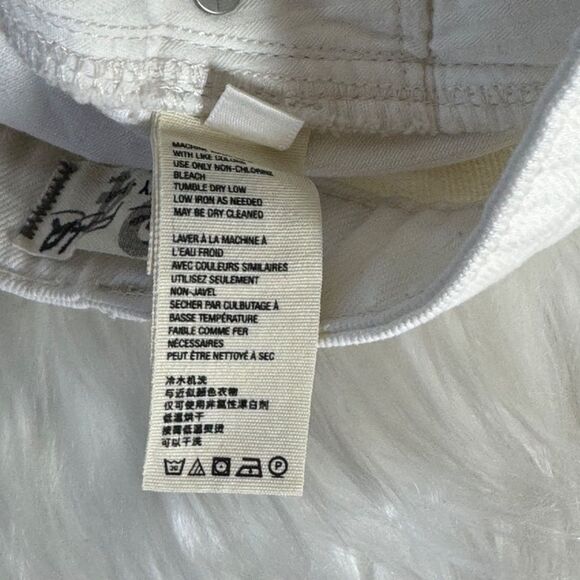 MACHINE
WITH LIKE COLORS
USE ONLY NON-CHLORINE
BLEACH
TUMBLE DRY LOW
LOW IRON AS NEEDED
MAY BE DRY CLEANED
LAVER À LA MACHINE À
L'EAU FROID
AVEC COULEURS SIMILAIRES
UTILISEZ SEULEMENT
NON-JAVEL
SECHER PAR CULBUTAGE À
BASSE TEMPÉRATURE
FAIBLE COMME FER
NÉCESSAIRES
PEUT ÊTRE NETTOYÉ À SEC
冷水机洗
与近似颜色衣物
仅可使用非氯性漂白剂
低温烘干
按需低温熨烫
可以干洗
30
P